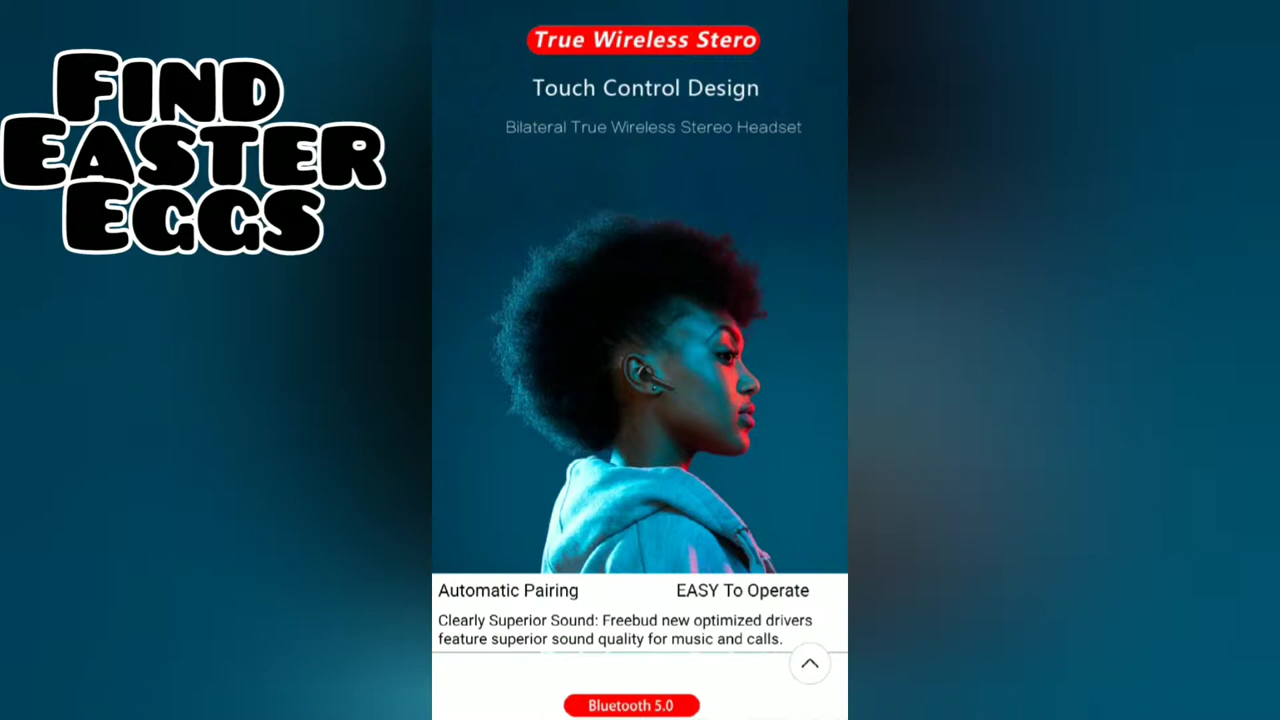 FIND
EASTER
EGGS
True Wireless Stero
Touch Control Design
Bilateral True Wireless Stereo Headset
Automatic Pairing
EASY To Operate
Clearly Superior Sound: Freebud new optimized drivers
feature superior sound quality for music and calls.
Bluetooth 5.0